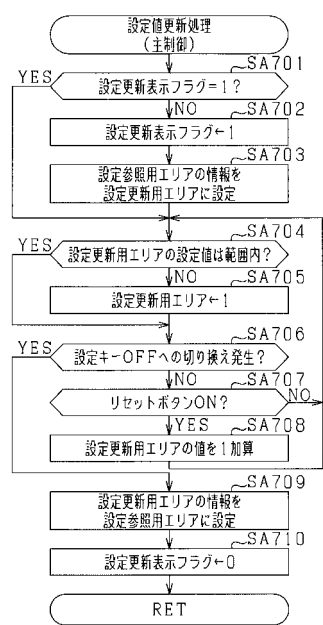 設定値更新処理
(主制御)
SA701
YES
設定更新表示フラグ=1?
NO
SA702
設定更新表示フラグ←1
SA703
設定参照用エリアの情報を
設定更新用エリアに設定
SA704
YES
設定更新用エリアの設定値は範囲内?
NO
SA705
設定更新用エリア←1
SA706
YES
設定キーOFFへの切り換え発生?
NO
SA707
リセットボタンON?
NO
YES
SA708
設定更新用エリアの値を1加算
SA709
設定更新用エリアの情報を
設定参照用エリアに設定
SA710
設定更新表示フラグ←0
RET